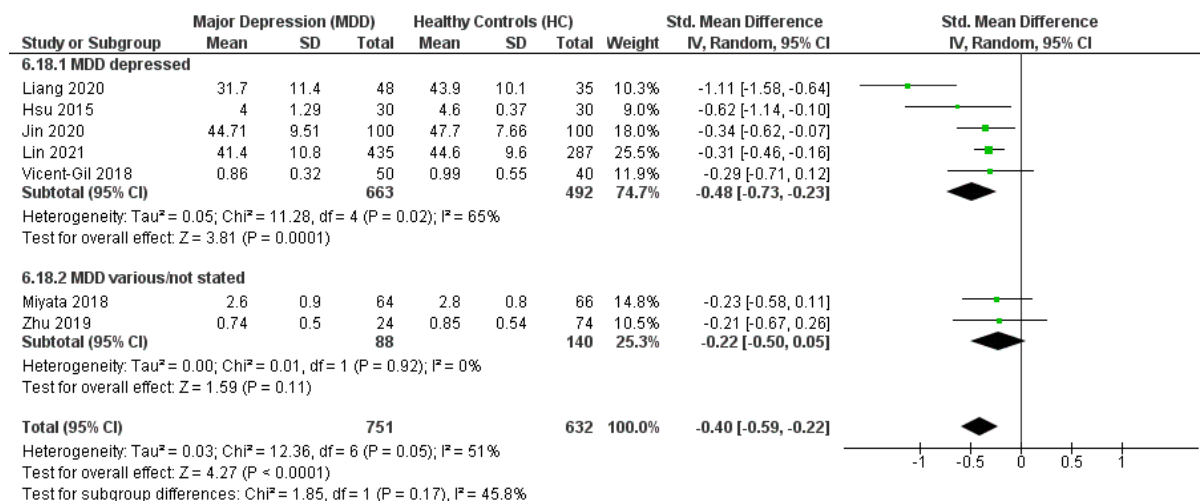 Major Depression (MDD) Healthy Controls (HC) Std. Mean Difference Std. Mean Difference
Study or Subgroup Mean SD Total Mean SD Total Weight IV, Random, 95% CI IV, Random, 95% CI
6.18.1 MDD depressed
Liang 2020 31.7 11.4 48 43.9 10.1 35 10.3% -1.11 [-1.58, -0.64]
Hsu 2015 4 1.29 30 4.6 0.37 30 9.0% -0.62 [-1.14, -0.10]
Jin 2020 44.71 9.51 100 47.7 7.66 100 18.0% -0.34 [-0.62, -0.07]
Lin 2021 41.4 10.8 435 44.6 9.6 287 25.5% -0.31 [-0.46, -0.16]
Vicent-Gil 2018 0.86 0.32 50 0.99 0.55 40 11.9% -0.29 [-0.71, 0.12]
Subtotal (95% CI) 663 492 74.7% -0.48 [-0.73, -0.23]
Heterogeneity: Tau² = 0.05; Chi² = 11.28, df = 4 (P = 0.02); I² = 65%
Test for overall effect: Z = 3.81 (P = 0.0001)
6.18.2 MDD various/not stated
Miyata 2018 2.6 0.9 64 2.8 0.8 66 14.8% -0.23 [-0.58, 0.11]
Zhu 2019 0.74 0.5 24 0.85 0.54 74 10.5% -0.21 [-0.67, 0.26]
Subtotal (95% CI) 88 140 25.3% -0.22 [-0.50, 0.05]
Heterogeneity: Tau² = 0.00; Chi² = 0.01, df = 1 (P = 0.92); I² = 0%
Test for overall effect: Z = 1.59 (P = 0.11)
Total (95% CI) 751 632 100.0% -0.40 [-0.59, -0.22]
Heterogeneity: Tau² = 0.03; Chi² = 12.36, df = 6 (P = 0.05); I² = 51%
Test for overall effect: Z = 4.27 (P < 0.0001)
Test for subgroup differences: Chi² = 1.85, df = 1 (P = 0.17), I² = 45.8%
-1 -0.5 0 0.5 1